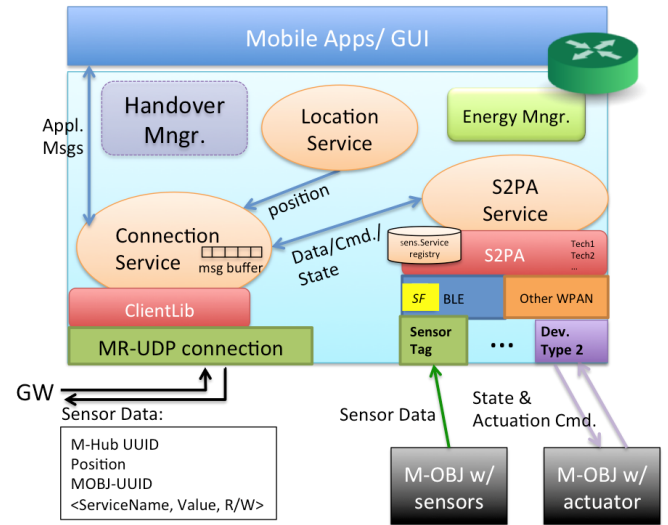 Mobile Apps/ GUI
Appl.
Msgs
Handover
Mngr.
Location
Service
Energy Mngr.
position
S2PA
Service
Connection
Service
msg buffer
Data/Cmd./
State
sens.Service
registry
S2PA
Tech1
Tech2
...
ClientLib
SF
BLE
Other WPAN
MR-UDP connection
Sensor
Tag
...
Dev.
Type 2
GW
Sensor Data:
M-Hub UUID
Position
MOBJ-UUID
<ServiceName, Value, R/W>
Sensor Data
State &
Actuation Cmd.
M-OBJ w/
sensors
M-OBJ w/
actuator